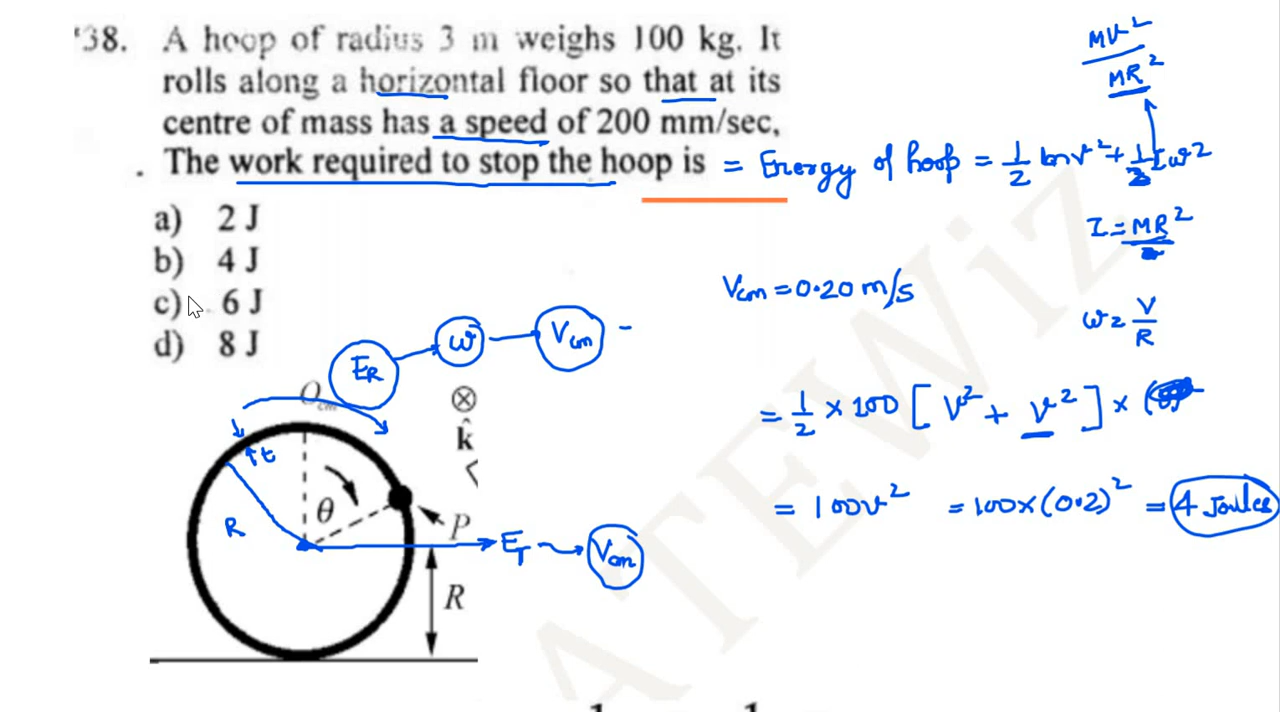 38. A hoop of radius 3 m weighs 100 kg. It
rolls along a horizontal floor so that at its
centre of mass has a speed of 200 mm/sec,
. The work required to stop the hoop is = Energy of hoop = 1/2 mv² + 1/2 Iω²
a) 2 J
b) 4 J
c) 6 J
d) 8 J
MV²
MR²
I = MR²
2
Vcm = 0.20 m/s
ω = V/R
= 1/2 × 100 [ V² + v² ] ×
= 100v² = 100×(0.2)² = 4 Joules
ER ω Vcm
Ocm
⊗
k̂
t
θ
R
P
ET Vcm
R
ATEWiz